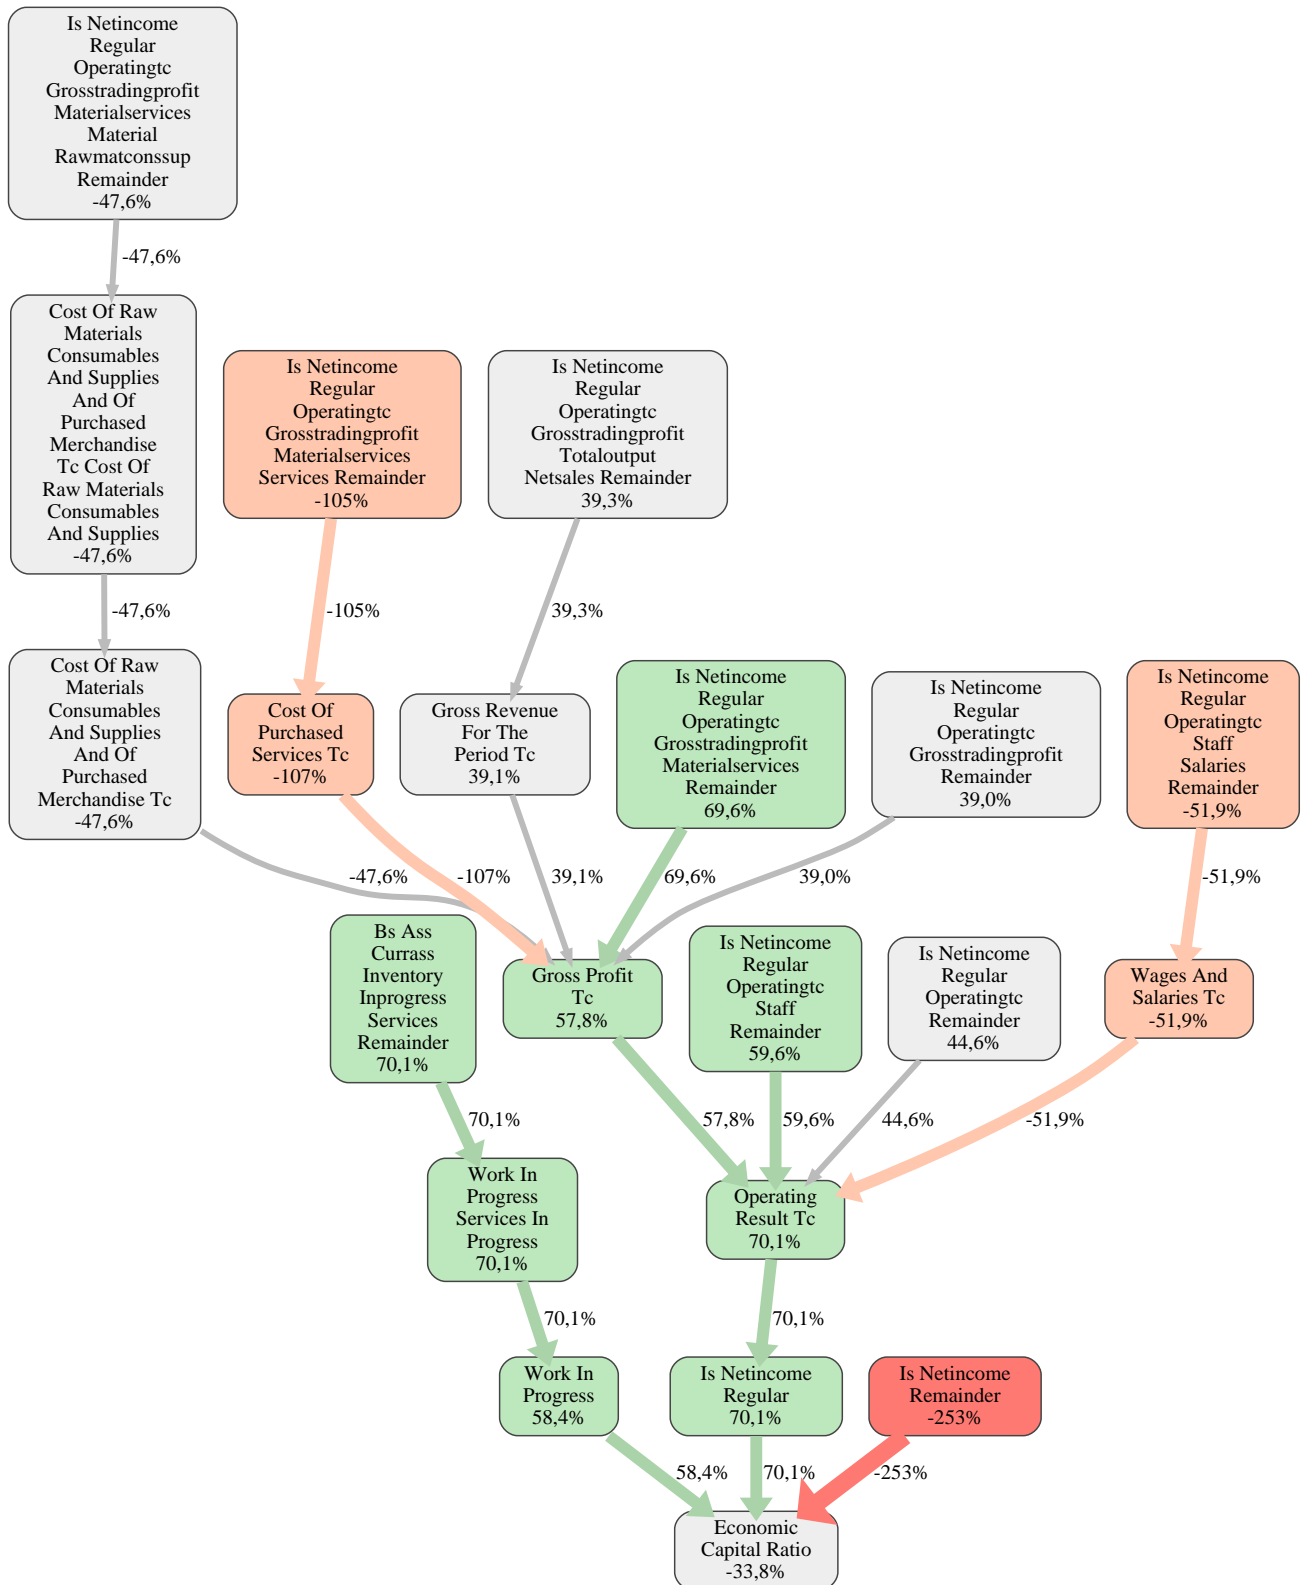 Is Netincome
Regular
Operatingtc
Grosstradingprofit
Materialservices
Material
Rawmatconssup
Remainder
-47,6%
-47,6%
Cost Of Raw
Materials
Consumables
And Supplies
And Of
Purchased
Merchandise
Tc Cost Of
Raw Materials
Consumables
And Supplies
-47,6%
Is Netincome
Regular
Operatingtc
Grosstradingprofit
Materialservices
Services Remainder
-105%
Is Netincome
Regular
Operatingtc
Grosstradingprofit
Totaloutput
Netsales Remainder
39,3%
-47,6%
-105%
39,3%
Cost Of Raw
Materials
Consumables
And Supplies
And Of
Purchased
Merchandise Tc
-47,6%
Cost Of
Purchased
Services Tc
-107%
Gross Revenue
For The
Period Tc
39,1%
Is Netincome
Regular
Operatingtc
Grosstradingprofit
Materialservices
Remainder
69,6%
Is Netincome
Regular
Operatingtc
Grosstradingprofit
Remainder
39,0%
Is Netincome
Regular
Operatingtc
Staff
Salaries
Remainder
-51,9%
-47,6%
-107%
39,1%
69,6%
39,0%
-51,9%
Bs Ass
Currass
Inventory
Inprogress
Services
Remainder
70,1%
Gross Profit
Tc
57,8%
Is Netincome
Regular
Operatingtc
Staff
Remainder
59,6%
Is Netincome
Regular
Operatingtc
Remainder
44,6%
Wages And
Salaries Tc
-51,9%
70,1%
57,8%
59,6%
44,6%
-51,9%
Work In
Progress
Services In
Progress
70,1%
Operating
Result Tc
70,1%
70,1%
70,1%
Work In
Progress
58,4%
Is Netincome
Regular
70,1%
Is Netincome
Remainder
-253%
58,4%
70,1%
-253%
Economic
Capital Ratio
-33,8%